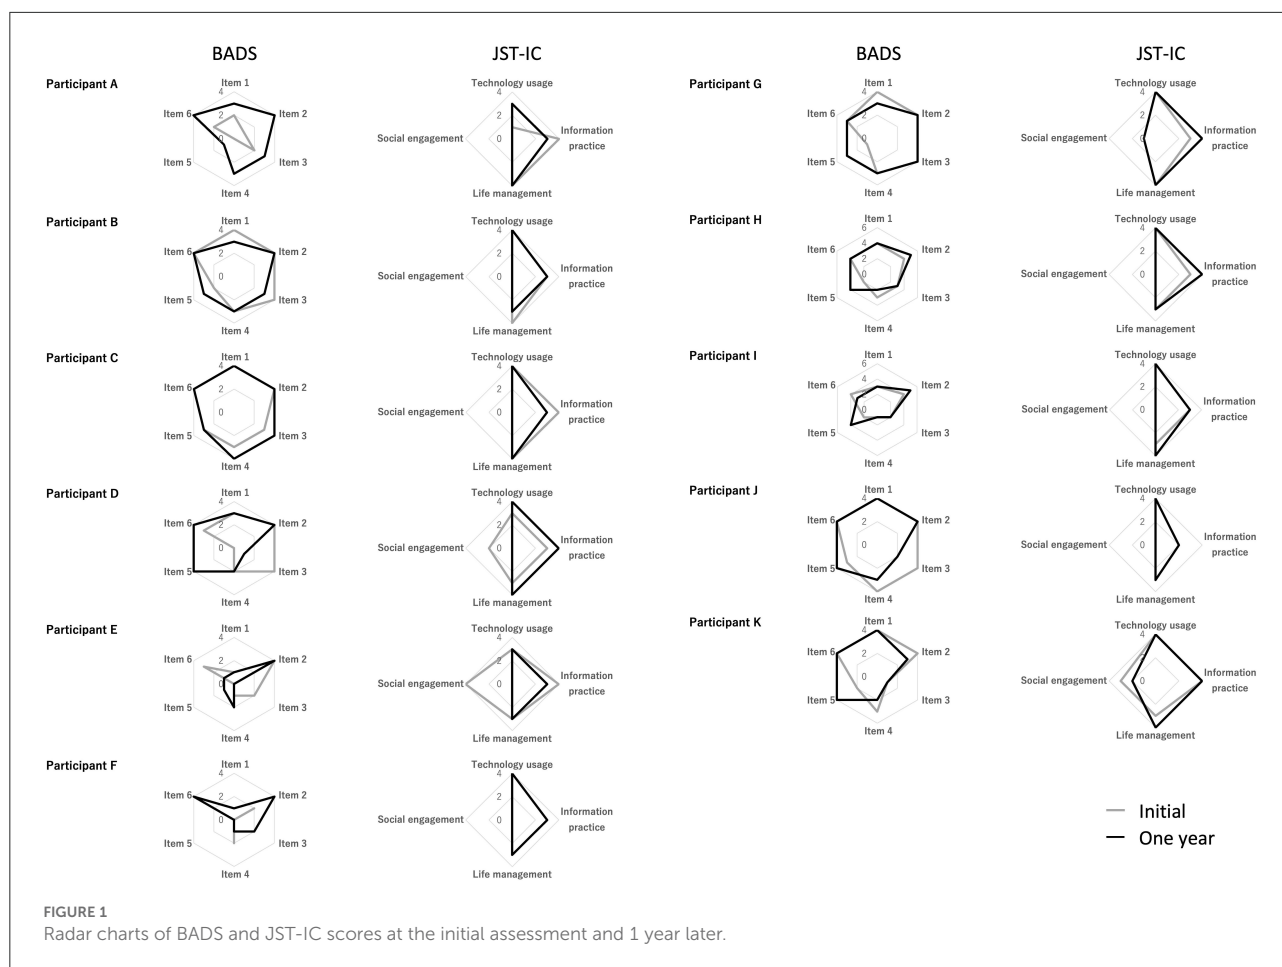 BADS
JST-IC
BADS
JST-IC
Participant A
Item 1
4
2
0
Item 6
Item 2
Item 5
Item 3
Item 4
Technology usage
4
2
0
Social engagement
Information
practice
Life management
Participant G
Item 1
4
2
0
Item 6
Item 2
Item 5
Item 3
Item 4
Technology usage
4
2
0
Social engagement
Information
practice
Life management
Participant B
Item 1
4
2
0
Item 6
Item 2
Item 5
Item 3
Item 4
Technology usage
4
2
0
Social engagement
Information
practice
Life management
Participant H
Item 1
6
4
2
0
Item 6
Item 2
Item 5
Item 3
Item 4
Technology usage
4
2
0
Social engagement
Information
practice
Life management
Participant C
Item 1
4
2
0
Item 6
Item 2
Item 5
Item 3
Item 4
Technology usage
4
2
0
Social engagement
Information
practice
Life management
Participant I
Item 1
6
4
2
0
Item 6
Item 2
Item 5
Item 3
Item 4
Technology usage
4
2
0
Social engagement
Information
practice
Life management
Participant D
Item 1
4
2
0
Item 6
Item 2
Item 5
Item 3
Item 4
Technology usage
4
2
0
Social engagement
Information
practice
Life management
Participant J
Item 1
4
2
0
Item 6
Item 2
Item 5
Item 3
Item 4
Technology usage
4
2
0
Social engagement
Information
practice
Life management
Participant E
Item 1
4
2
0
Item 6
Item 2
Item 5
Item 3
Item 4
Technology usage
4
2
0
Social engagement
Information
practice
Life management
Participant K
Item 1
4
2
0
Item 6
Item 2
Item 5
Item 3
Item 4
Technology usage
4
2
0
Social engagement
Information
practice
Life management
Participant F
Item 1
4
2
0
Item 6
Item 2
Item 5
Item 3
Item 4
Technology usage
4
2
0
Social engagement
Information
practice
Life management
Initial
One year
FIGURE 1
Radar charts of BADS and JST-IC scores at the initial assessment and 1 year later.